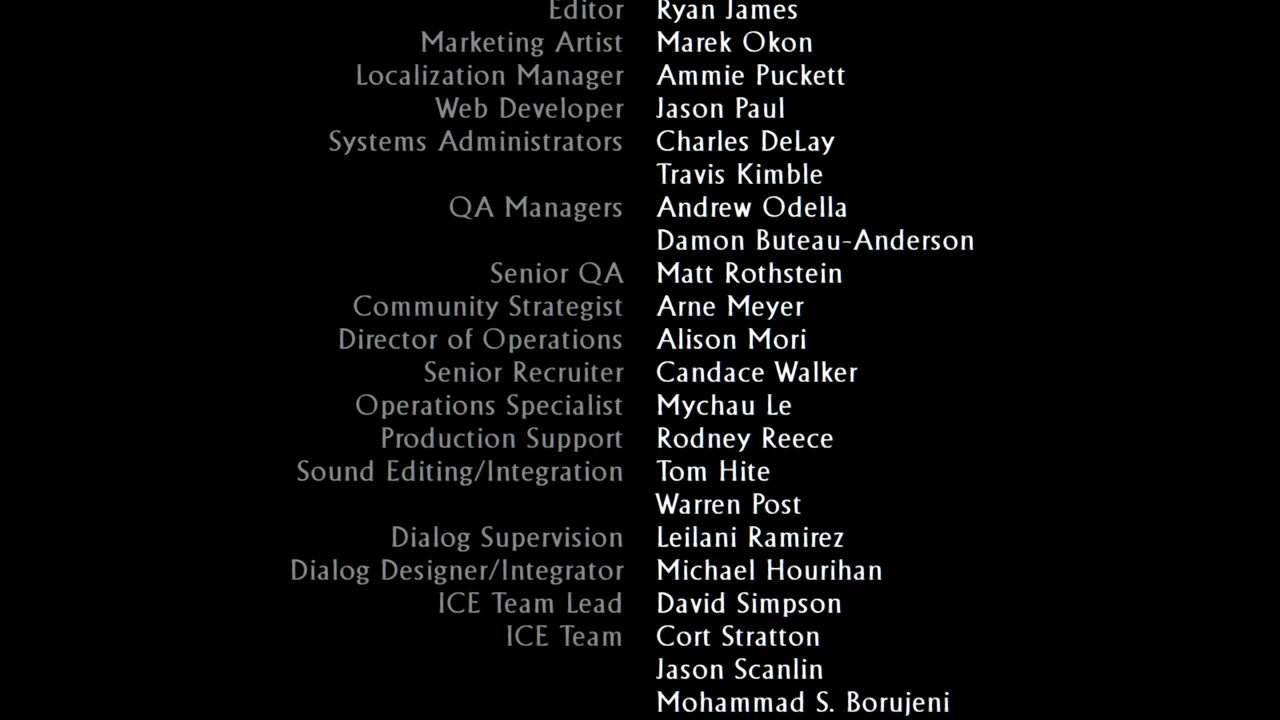 Editor Ryan James
Marketing Artist Marek Okon
Localization Manager Ammie Puckett
Web Developer Jason Paul
Systems Administrators Charles DeLay
Travis Kimble
QA Managers Andrew Odella
Damon Buteau-Anderson
Senior QA Matt Rothstein
Community Strategist Arne Meyer
Director of Operations Alison Mori
Senior Recruiter Candace Walker
Operations Specialist Mychau Le
Production Support Rodney Reece
Sound Editing/Integration Tom Hite
Warren Post
Dialog Supervision Leilani Ramirez
Dialog Designer/Integrator Michael Hourihan
ICE Team Lead David Simpson
ICE Team Cort Stratton
Jason Scanlin
Mohammad S. Borujeni